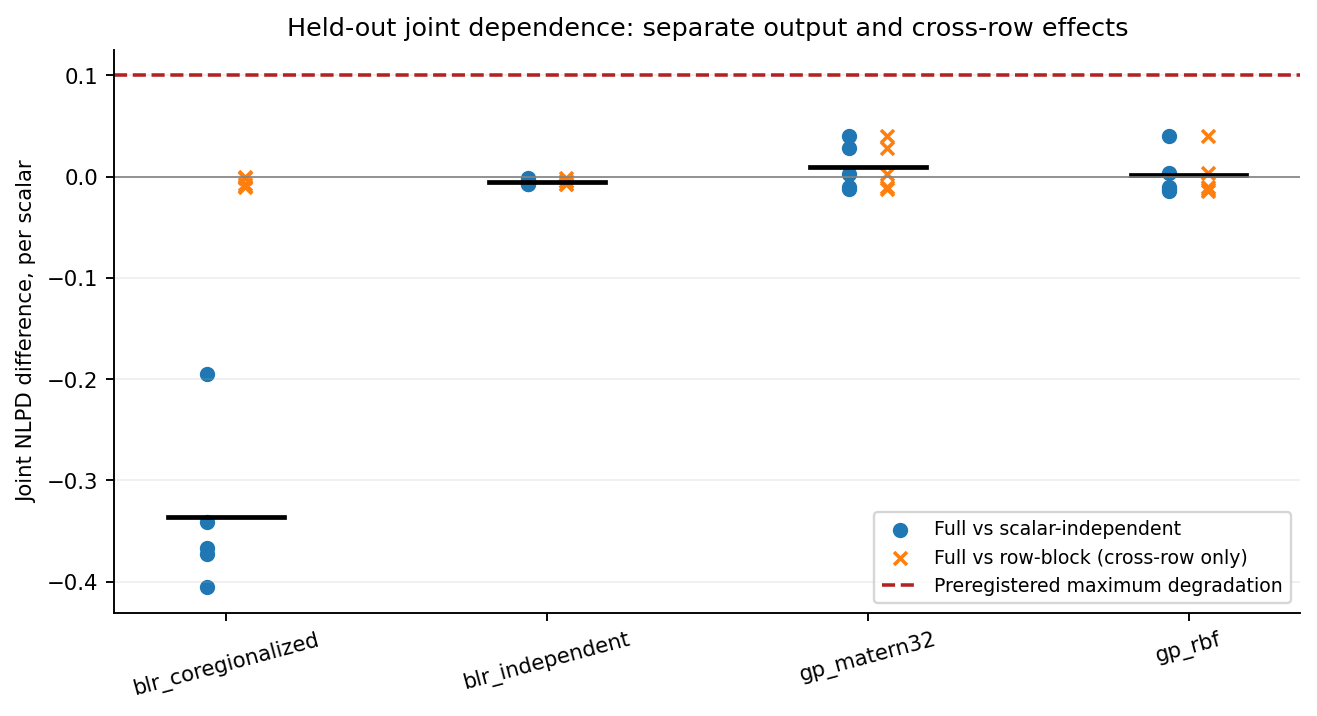 Held-out joint dependence: separate output and cross-row effects
Joint NLPD difference, per scalar
0.1
0.0
−0.1
−0.2
−0.3
−0.4
Full vs scalar-independent
Full vs row-block (cross-row only)
Preregistered maximum degradation
blr_coregionalized
blr_independent
gp_matern32
gp_rbf